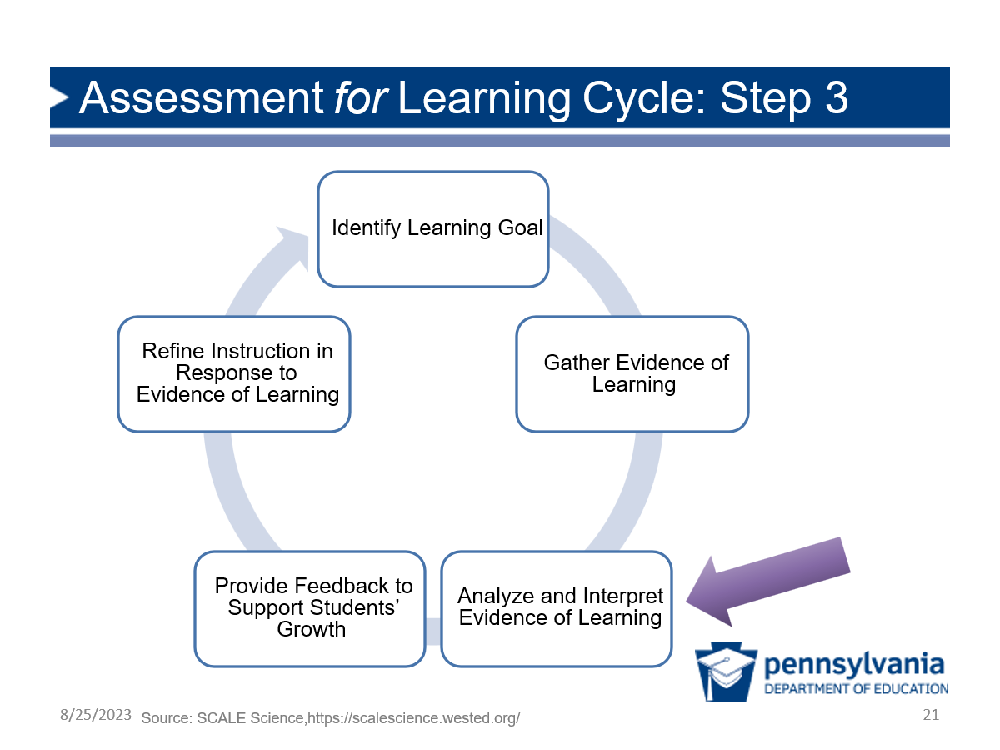 Assessment for Learning Cycle: Step 3
Identify Learning Goal
Gather Evidence of
Learning
Analyze and Interpret
Evidence of Learning
Provide Feedback to
Support Students’
Growth
Refine Instruction in
Response to
Evidence of Learning
pennsylvania
DEPARTMENT OF EDUCATION
8/25/2023
Source: SCALE Science,https://scalescience.wested.org/
21